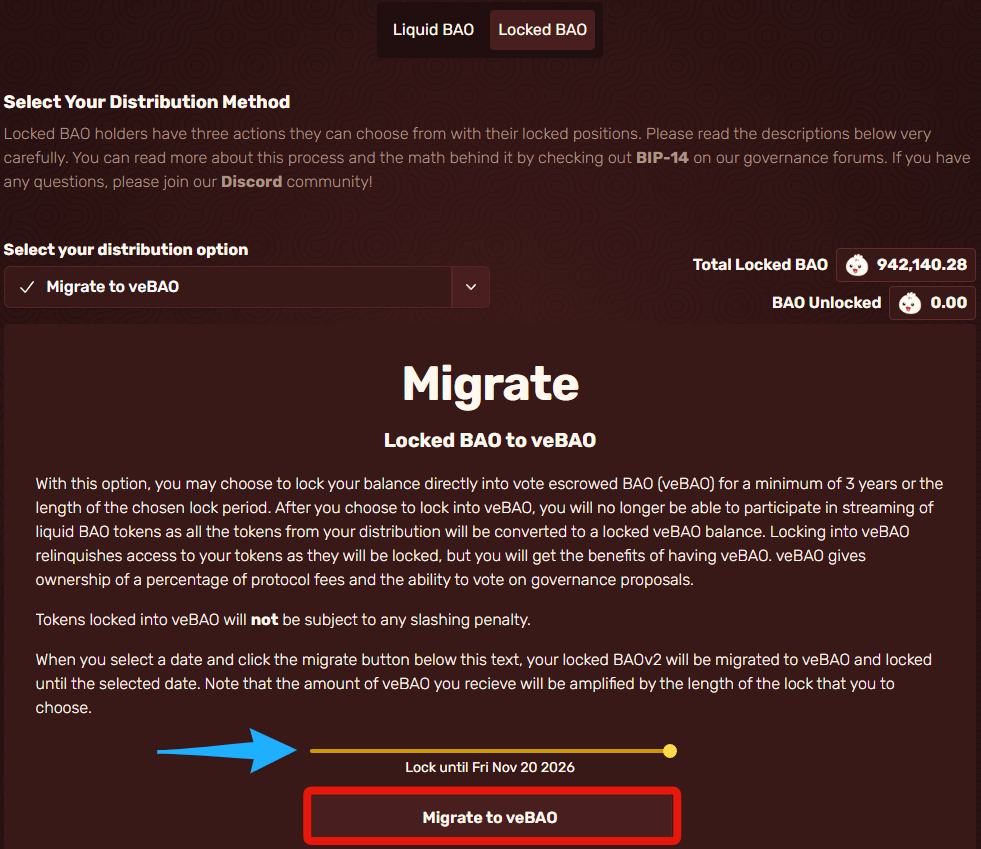 Liquid BAO
Locked BAO
Select Your Distribution Method
Locked BAO holders have three actions they can choose from with their locked positions. Please read the descriptions below very
carefully. You can read more about this process and the math behind it by checking out BIP-14 on our governance forums. If you have
any questions, please join our Discord community!
Select your distribution option
Migrate to veBAO
Total Locked BAO 942,140.28
BAO Unlocked 0.00
Migrate
Locked BAO to veBAO
With this option, you may choose to lock your balance directly into vote escrowed BAO (veBAO) for a minimum of 3 years or the
length of the chosen lock period. After you choose to lock into veBAO, you will no longer be able to participate in streaming of
liquid BAO tokens as all the tokens from your distribution will be converted to a locked veBAO balance. Locking into veBAO
relinquishes access to your tokens as they will be locked, but you will get the benefits of having veBAO. veBAO gives
ownership of a percentage of protocol fees and the ability to vote on governance proposals.
Tokens locked into veBAO will not be subject to any slashing penalty.
When you select a date and click the migrate button below this text, your locked BAOv2 will be migrated to veBAO and locked
until the selected date. Note that the amount of veBAO you recieve will be amplified by the length of the lock that you to
choose.
Lock until Fri Nov 20 2026
Migrate to veBAO